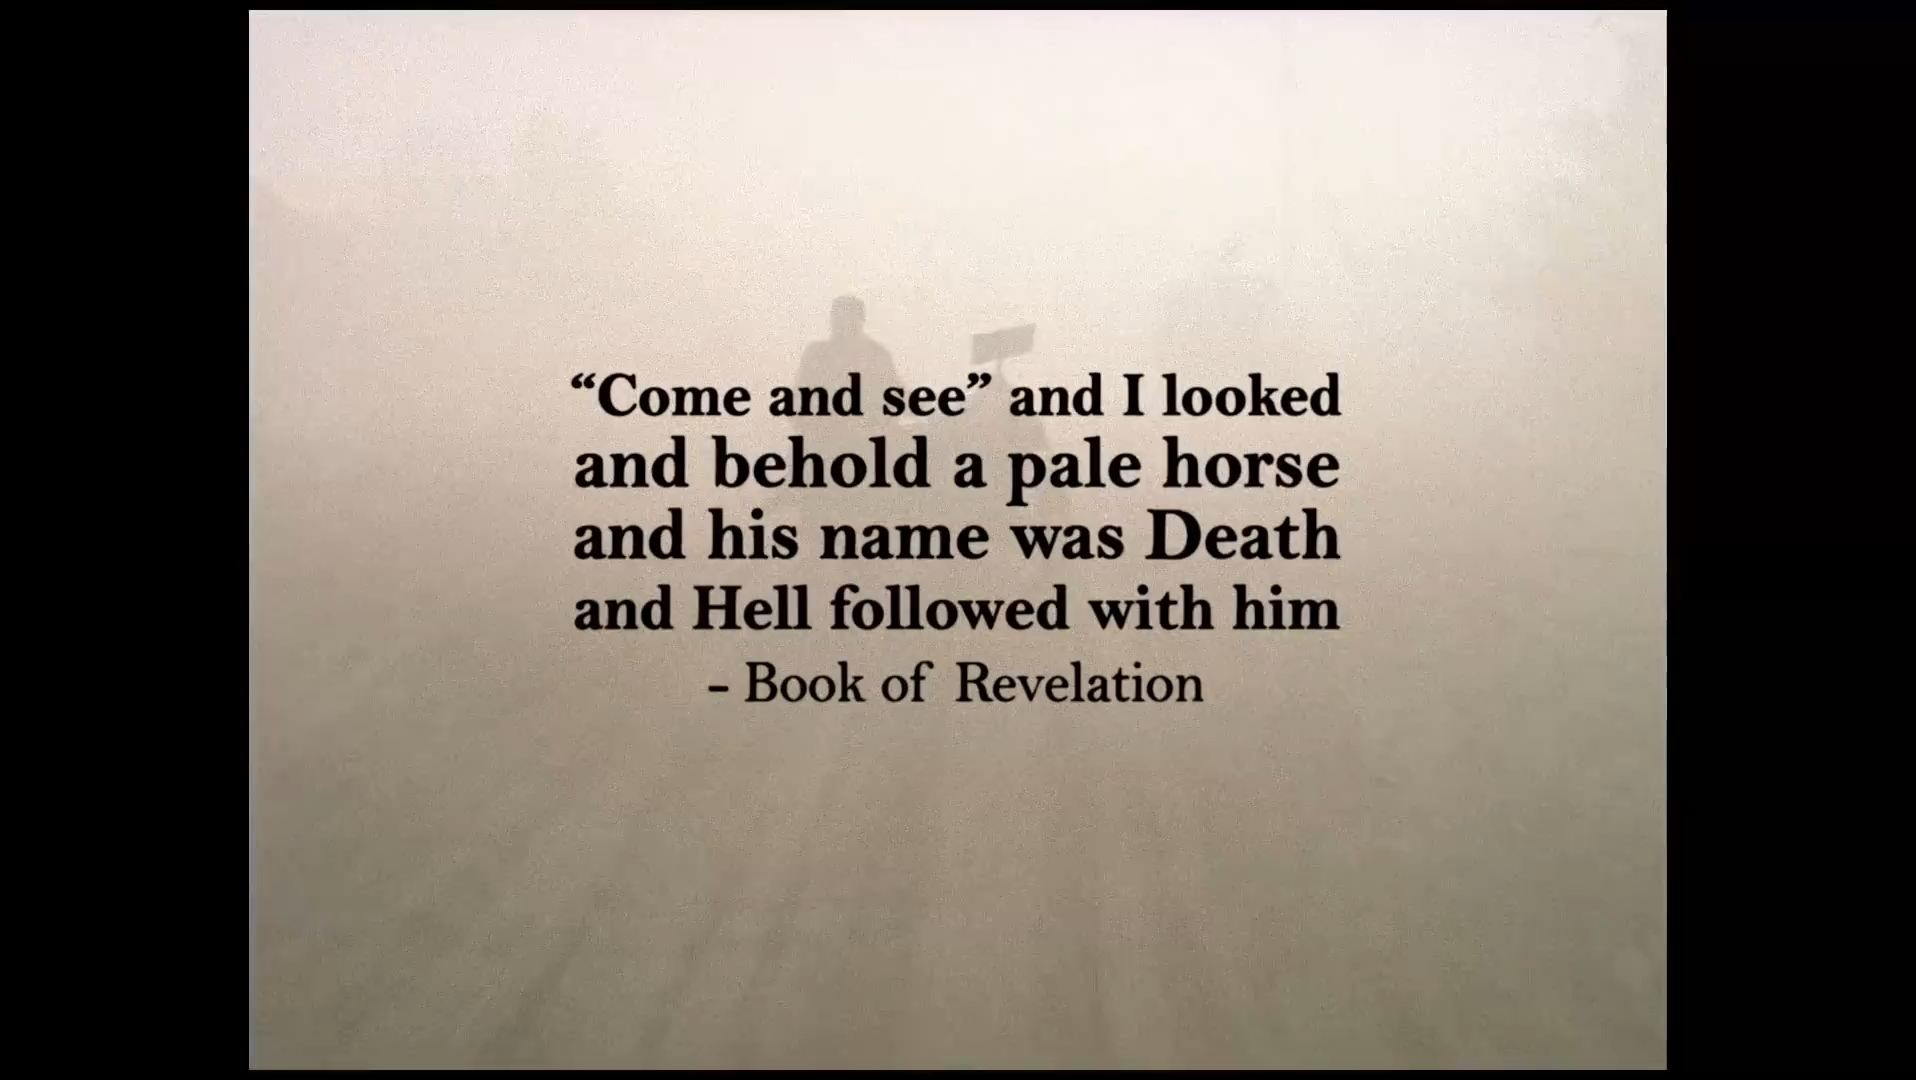 “Come and see” and I looked
and behold a pale horse
and his name was Death
and Hell followed with him
– Book of Revelation